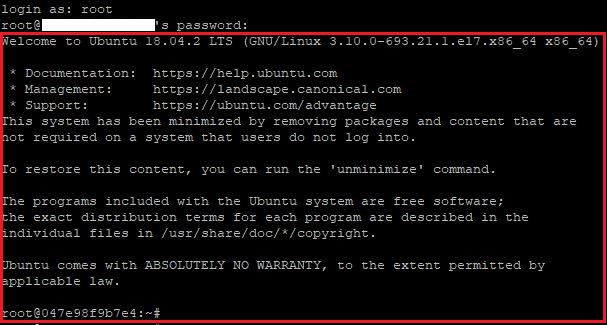 login as: root
root@ 's password:
Welcome to Ubuntu 18.04.2 LTS (GNU/Linux 3.10.0-693.21.1.el7.x86_64 x86_64)
* Documentation: https://help.ubuntu.com
* Management: https://landscape.canonical.com
* Support: https://ubuntu.com/advantage
This system has been minimized by removing packages and content that are
not required on a system that users do not log into.
To restore this content, you can run the 'unminimize' command.
The programs included with the Ubuntu system are free software;
the exact distribution terms for each program are described in the
individual files in /usr/share/doc/*/copyright.
Ubuntu comes with ABSOLUTELY NO WARRANTY, to the extent permitted by
applicable law.
root@047e98f9b7e4:~#